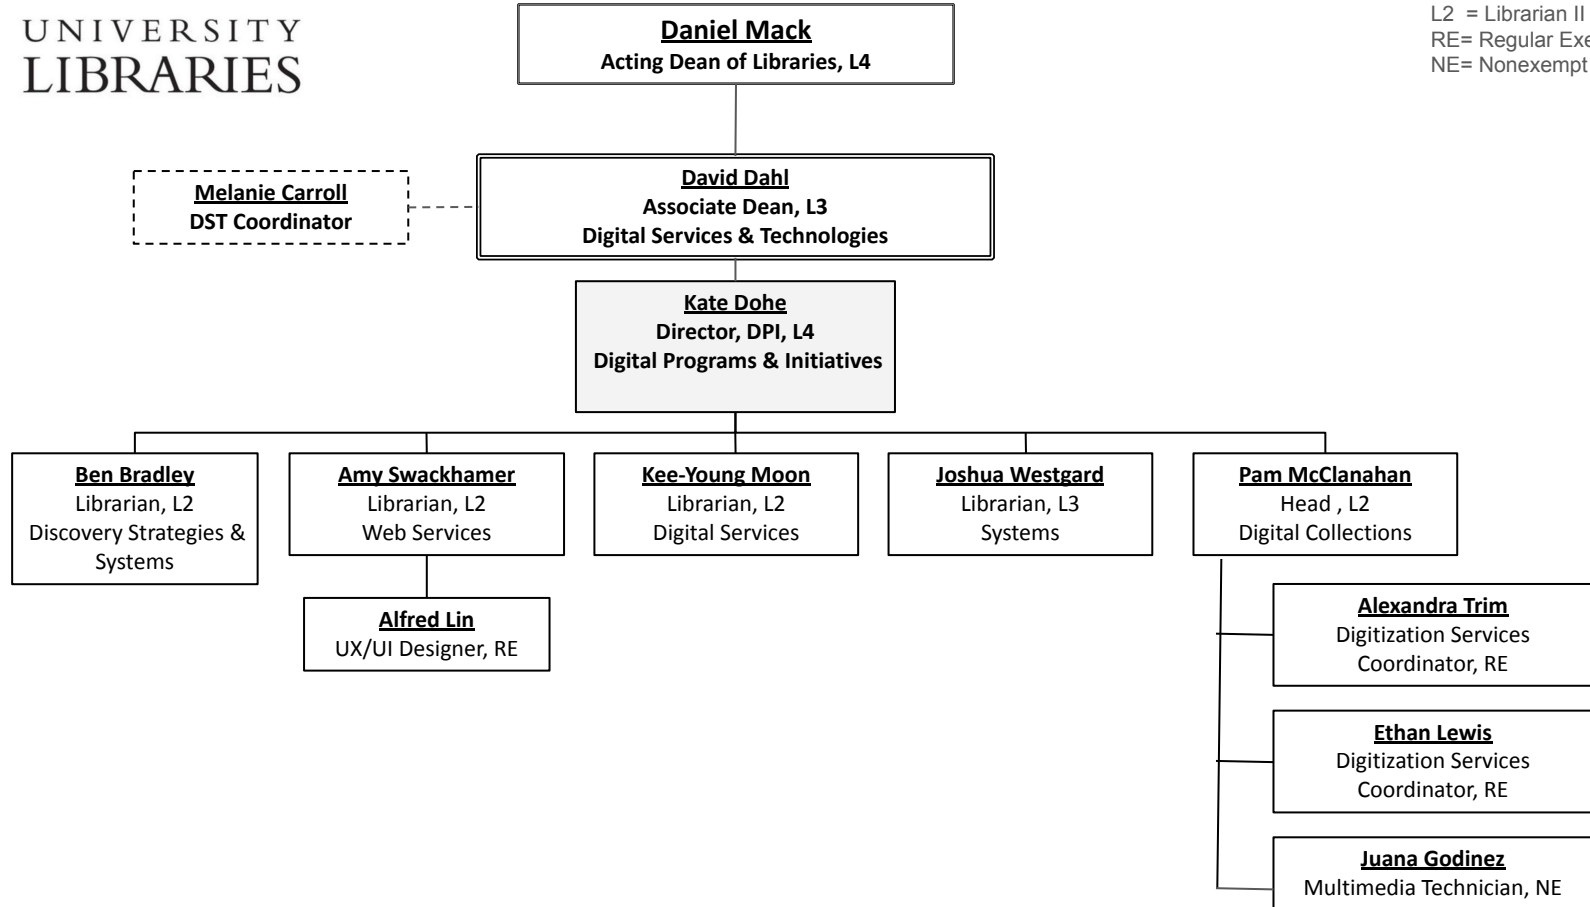 UNIVERSITY
LIBRARIES
Daniel Mack
Acting Dean of Libraries, L4
L2 = Librarian II
RE= Regular Exe
NE= Nonexempt
Melanie Carroll
DST Coordinator
David Dahl
Associate Dean, L3
Digital Services & Technologies
Kate Dohe
Director, DPI, L4
Digital Programs & Initiatives
Ben Bradley
Librarian, L2
Discovery Strategies &
Systems
Amy Swackhamer
Librarian, L2
Web Services
Kee-Young Moon
Librarian, L2
Digital Services
Joshua Westgard
Librarian, L3
Systems
Pam McClanahan
Head , L2
Digital Collections
Alfred Lin
UX/UI Designer, RE
Alexandra Trim
Digitization Services
Coordinator, RE
Ethan Lewis
Digitization Services
Coordinator, RE
Juana Godinez
Multimedia Technician, NE